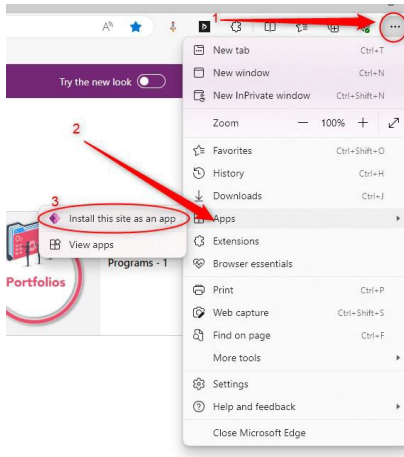 A
1
...
New tab Ctrl+T
New window Ctrl+N
Try the new look
New InPrivate window Ctrl+Shift+N
Zoom — 100% +
2
Favorites Ctrl+Shift+O
History Ctrl+H
3
Downloads Ctrl+J
Install this site as an app
Apps
View apps
Extensions
Programs - 1
Browser essentials
Portfolios
Print Ctrl+P
Web capture Ctrl+Shift+S
Find on page Ctrl+F
More tools
Settings
Help and feedback
Close Microsoft Edge